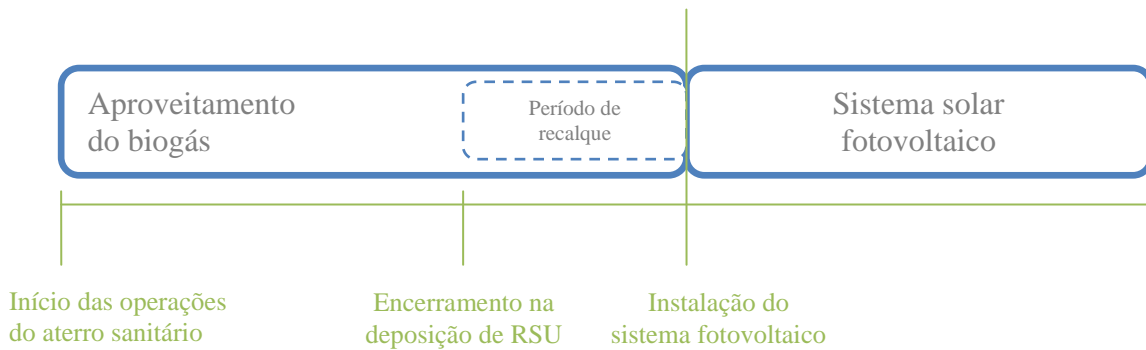 Aproveitamento
do biogás
Período de
recalque
Sistema solar
fotovoltaico
Início das operações
do aterro sanitário
Encerramento na
deposição de RSU
Instalação do
sistema fotovoltaico